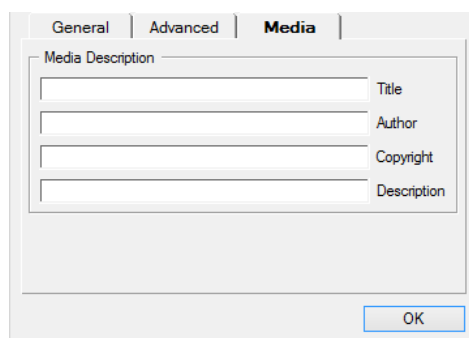 General Advanced Media
Media Description
Title
Author
Copyright
Description
OK